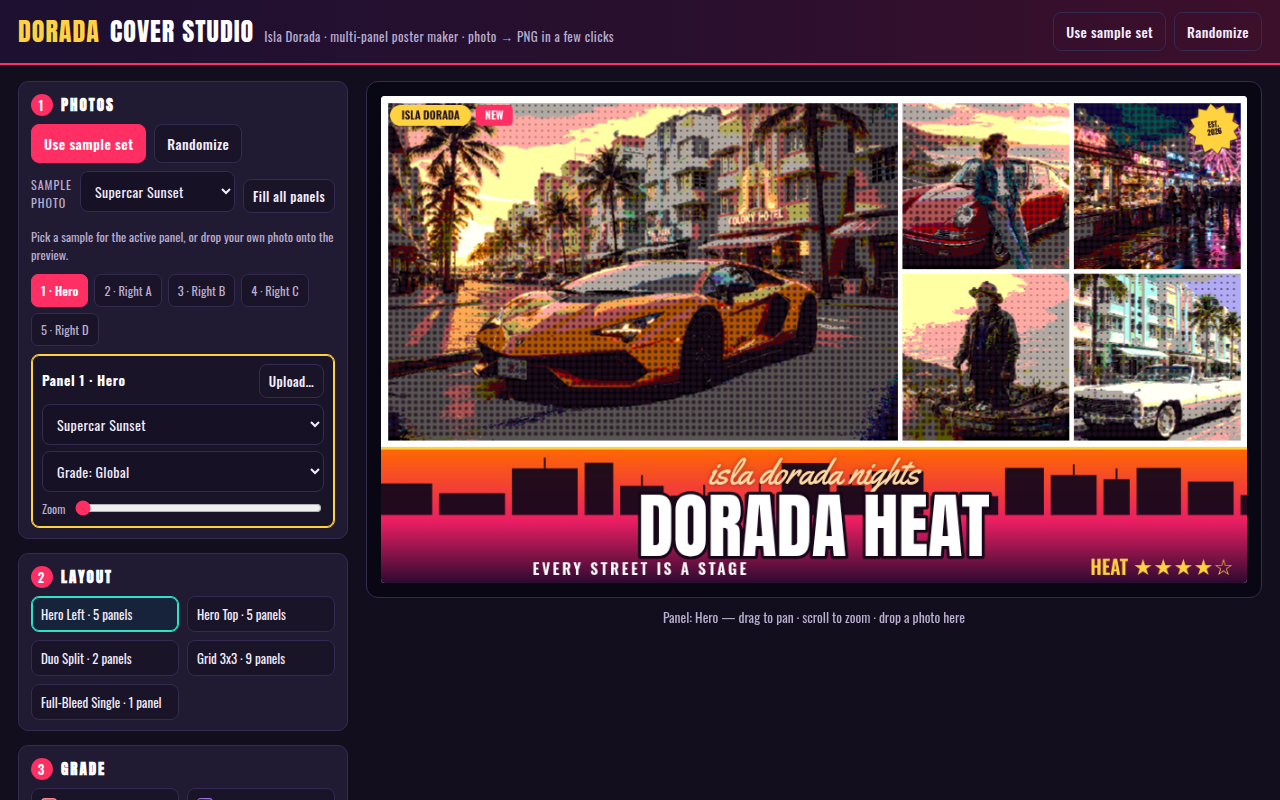 DORADA COVER STUDIO Isla Dorada · multi-panel poster maker · photo → PNG in a few clicks
Use sample set
Randomize
1 PHOTOS
Use sample set
Randomize
SAMPLE PHOTO
Supercar Sunset
Fill all panels
Pick a sample for the active panel, or drop your own photo onto the
preview.
1 · Hero
2 · Right A
3 · Right B
4 · Right C
5 · Right D
Panel 1 · Hero
Upload...
Supercar Sunset
Grade: Global
Zoom
2 LAYOUT
Hero Left · 5 panels
Hero Top · 5 panels
Duo Split · 2 panels
Grid 3x3 · 9 panels
Full-Bleed Single · 1 panel
3 GRADE
ISLA DORADA
NEW
COLONY HOTEL
EST.
2026
isla dorada nights
DORADA HEAT
EVERY STREET IS A STAGE
HEAT ★★★★☆
Panel: Hero — drag to pan · scroll to zoom · drop a photo here